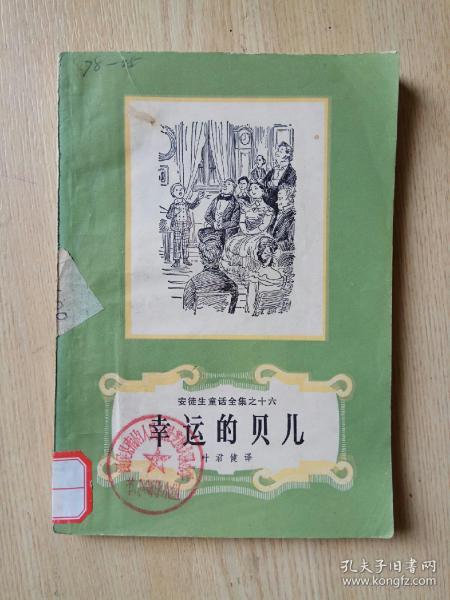 78-15
安徒生童话全集之十六
幸运的贝儿
叶君健译
孔夫子旧书网
www.kongfz.com